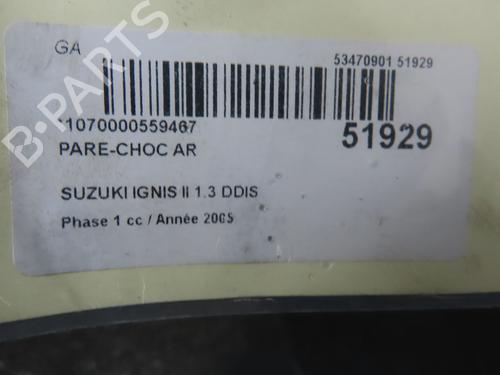 GA
53470901 51929
*11070000559467
51929
PARE-CHOC AR
SUZUKI IGNIS II 1.3 DDIS
Phase 1 cc / Année 2005
B-PARTS